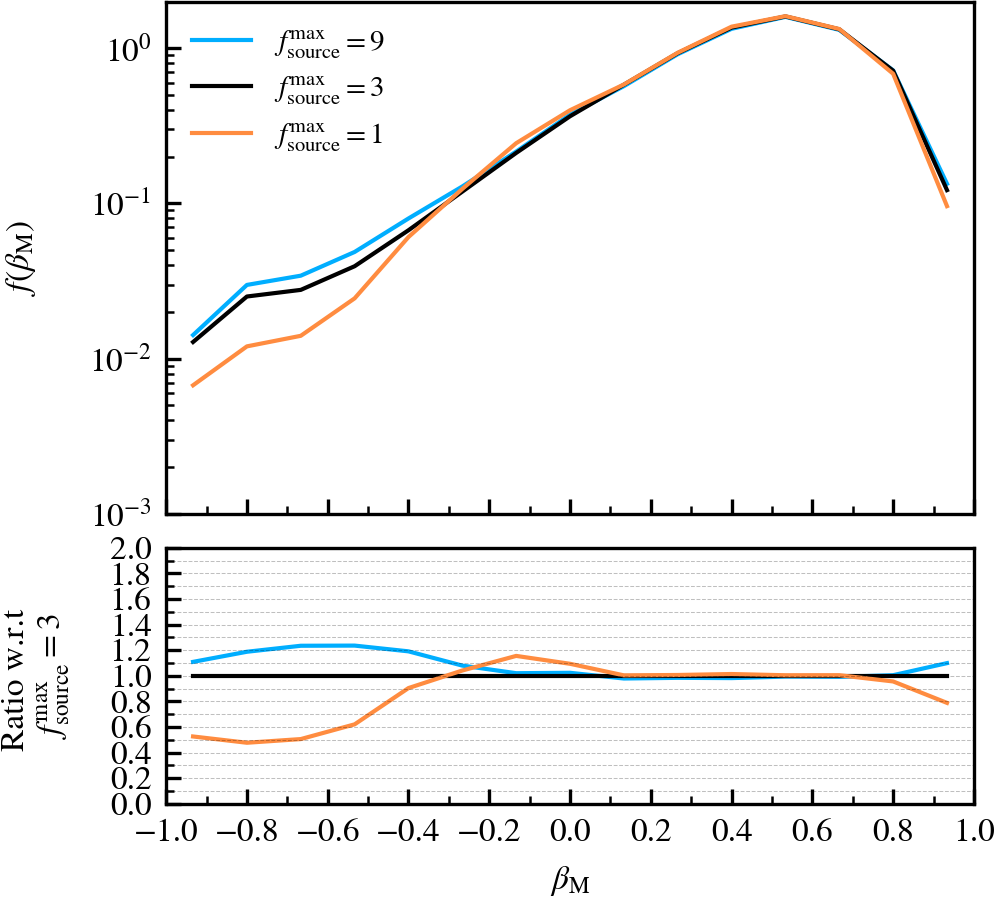 10⁰
10⁻¹
10⁻²
10⁻³
f(β_M)
f^max_source = 9
f^max_source = 3
f^max_source = 1
2.0
1.8
1.6
1.4
1.2
1.0
0.8
0.6
0.4
0.2
0.0
Ratio w.r.t
f^max_source = 3
−1.0 −0.8 −0.6 −0.4 −0.2 0.0 0.2 0.4 0.6 0.8 1.0
β_M